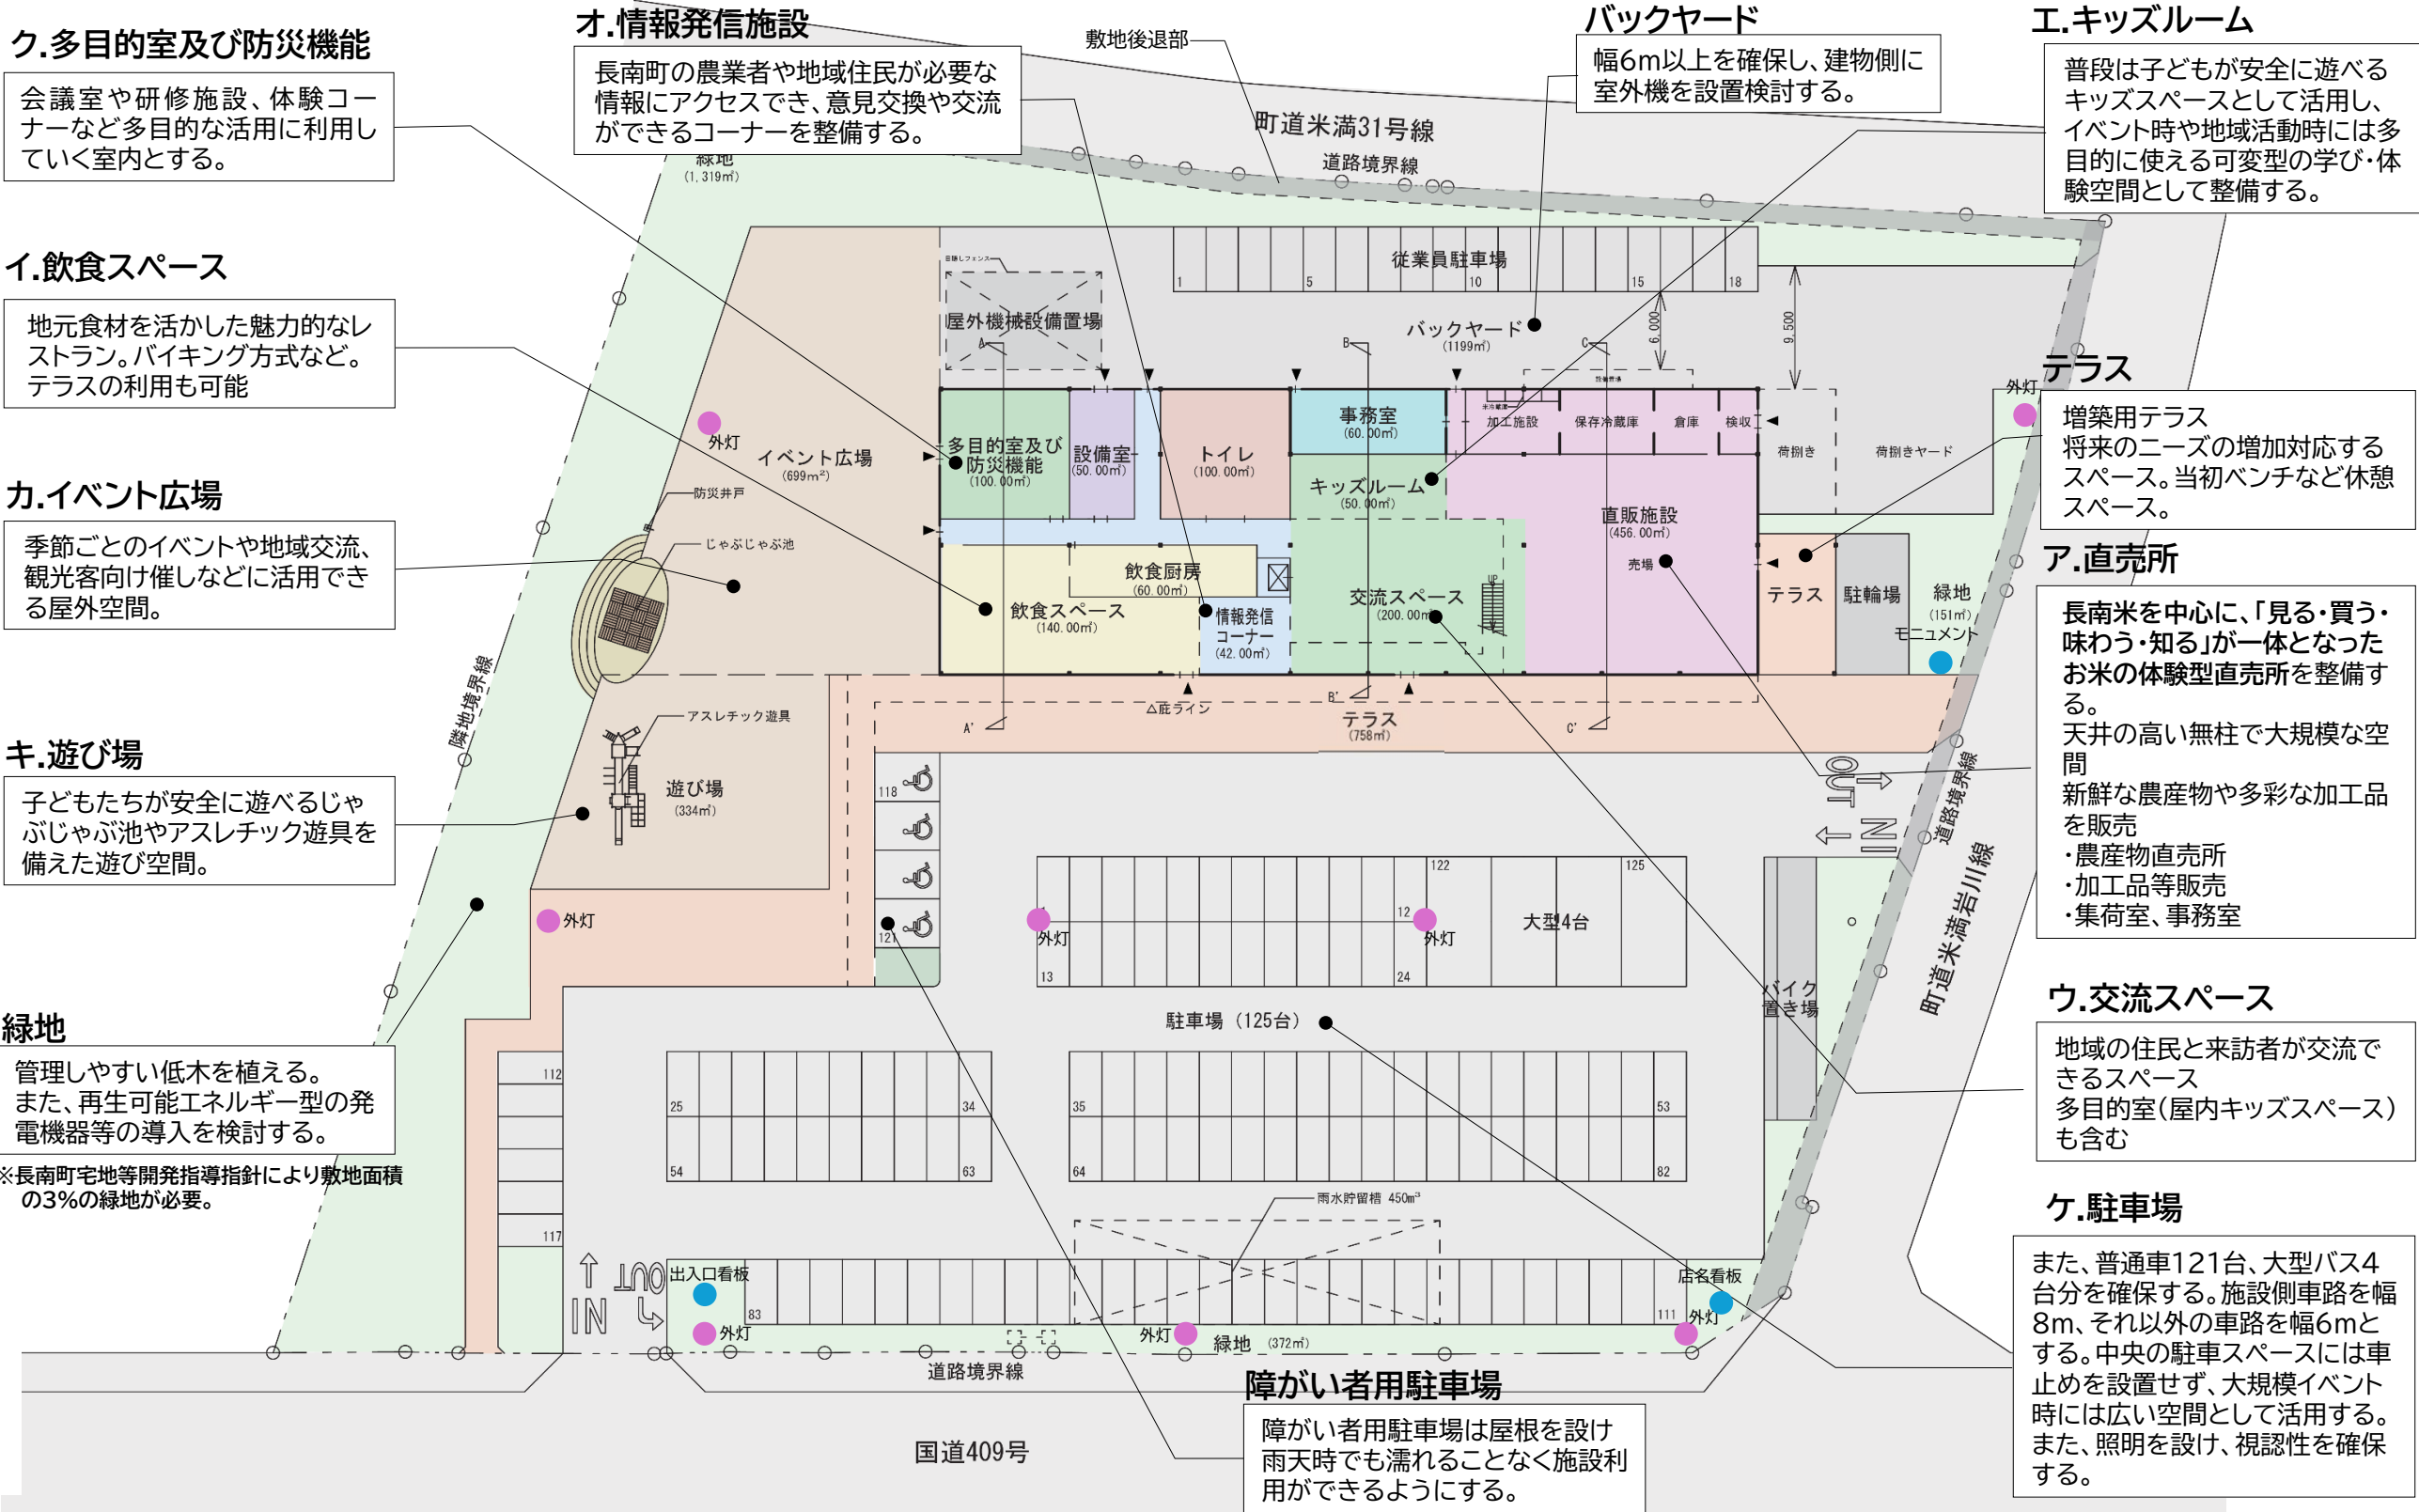 ク.多目的室及び防災機能
会議室や研修施設、体験コー
ナーなど多目的な活用に利用し
ていく室内とする。
オ.情報発信施設
長南町の農業者や地域住民が必要な
情報にアクセスでき、意見交換や交流
ができるコーナーを整備する。
敷地後退部
バックヤード
幅6m以上を確保し、建物側に
室外機を設置検討する。
エ.キッズルーム
普段は子どもが安全に遊べる
キッズスペースとして活用し、
イベント時や地域活動時には多
目的に使える可変型の学び・体
験空間として整備する。
イ.飲食スペース
地元食材を活かした魅力的なレ
ストラン。バイキング方式など。
テラスの利用も可能
カ.イベント広場
季節ごとのイベントや地域交流、
観光客向け催しなどに活用でき
る屋外空間。
キ.遊び場
子どもたちが安全に遊べるじゃ
ぶじゃぶ池やアスレチック遊具を
備えた遊び空間。
緑地
管理しやすい低木を植える。
また、再生可能エネルギー型の発
電機器等の導入を検討する。
※長南町宅地等開発指導指針により敷地面積
の3%の緑地が必要。
テラス
増築用テラス
将来のニーズの増加対応する
スペース。当初ベンチなど休憩
スペース。
ア.直売所
長南米を中心に、「見る・買う・
味わう・知る」が一体となった
お米の体験型直売所を整備す
る。
天井の高い無柱で大規模な空
間
新鮮な農産物や多彩な加工品
を販売
・農産物直売所
・加工品等販売
・集荷室、事務室
ウ.交流スペース
地域の住民と来訪者が交流で
きるスペース
多目的室(屋内キッズスペース)
も含む
ケ.駐車場
また、普通車121台、大型バス4
台分を確保する。施設側車路を幅
8m、それ以外の車路を幅6mと
する。中央の駐車スペースには車
止めを設置せず、大規模イベント
時には広い空間として活用する。
また、照明を設け、視認性を確保
する。
障がい者用駐車場
障がい者用駐車場は屋根を設け
雨天時でも濡れることなく施設利
用ができるようにする。
町道米満31号線
道路境界線
緑地
(1,319㎡)
従業員駐車場
1
5
10
15
18
目隠しフェンス
屋外機械設備置場
バックヤード
(1199㎡)
6,000
9,500
A
B
C
外灯
外灯
イベント広場
(699m²)
防災井戸
じゃぶじゃぶ池
多目的室及び
防災機能
(100.00㎡)
設備室
(50.00㎡)
トイレ
(100.00㎡)
事務室
(60.00㎡)
キッズルーム
(50.00㎡)
加工施設
保存冷蔵庫
倉庫
検収
荷捌き
荷捌きヤード
直販施設
(456.00㎡)
売場
飲食厨房
(60.00㎡)
飲食スペース
(140.00㎡)
情報発信
コーナー
(42.00㎡)
交流スペース
(200.00㎡)
UP
テラス
駐輪場
緑地
(151㎡)
モニュメント
隣地境界線
アスレチック遊具
遊び場
(334㎡)
A'
B'
C'
△庇ライン
テラス
(758㎡)
118
121
OUT
IN
道路境界線
町道米満岩川線
外灯
外灯
外灯
12
13
24
122
125
大型4台
バイク
置き場
駐車場 (125台)
112
117
25
34
35
53
54
63
64
82
雨水貯留槽 450m³
IN
OUT
出入口看板
外灯
83
111
店名看板
外灯
外灯
緑地 (372㎡)
道路境界線
国道409号